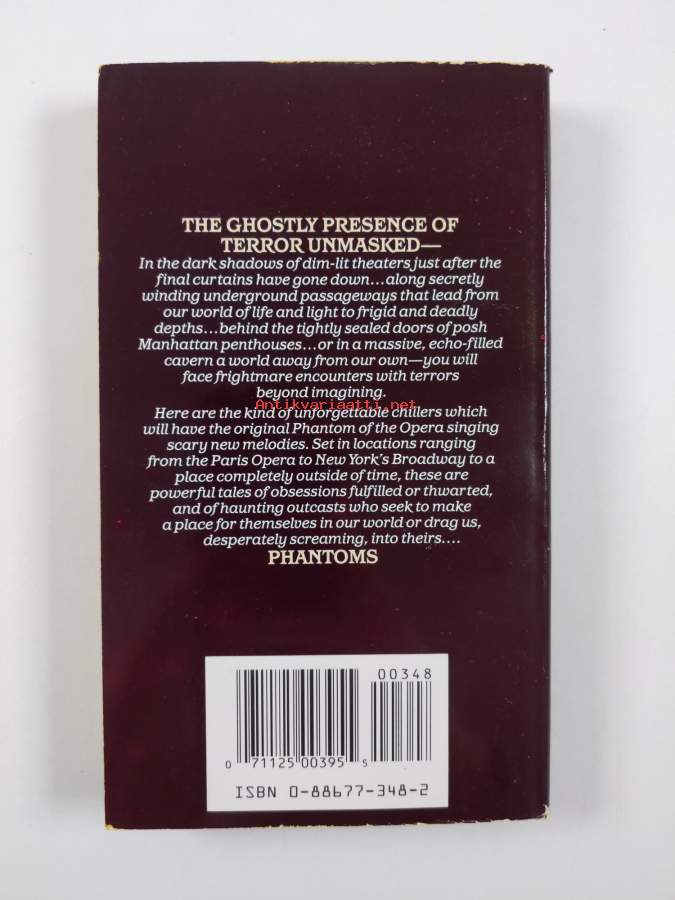 THE GHOSTLY PRESENCE OF
TERROR UNMASKED—
In the dark shadows of dim-lit theaters just after the
final curtains have gone down...along secretly
winding underground passageways that lead from
our world of life and light to frigid and deadly
depths...behind the tightly sealed doors of posh
Manhattan penthouses...or in a massive, echo-filled
cavern a world away from our own—you will
face frightmare encounters with terrors
beyond imagining.
Antikvariaatti.net
Here are the kind of unforgettable chillers which
will have the original Phantom of the Opera singing
scary new melodies. Set in locations ranging
from the Paris Opera to New York's Broadway to a
place completely outside of time, these are
powerful tales of obsessions fulfilled or thwarted,
and of haunting outcasts who seek to make
a place for themselves in our world or drag us,
desperately screaming, into theirs....
PHANTOMS
00348
0 71125 00395 5
ISBN 0-88677-348-2